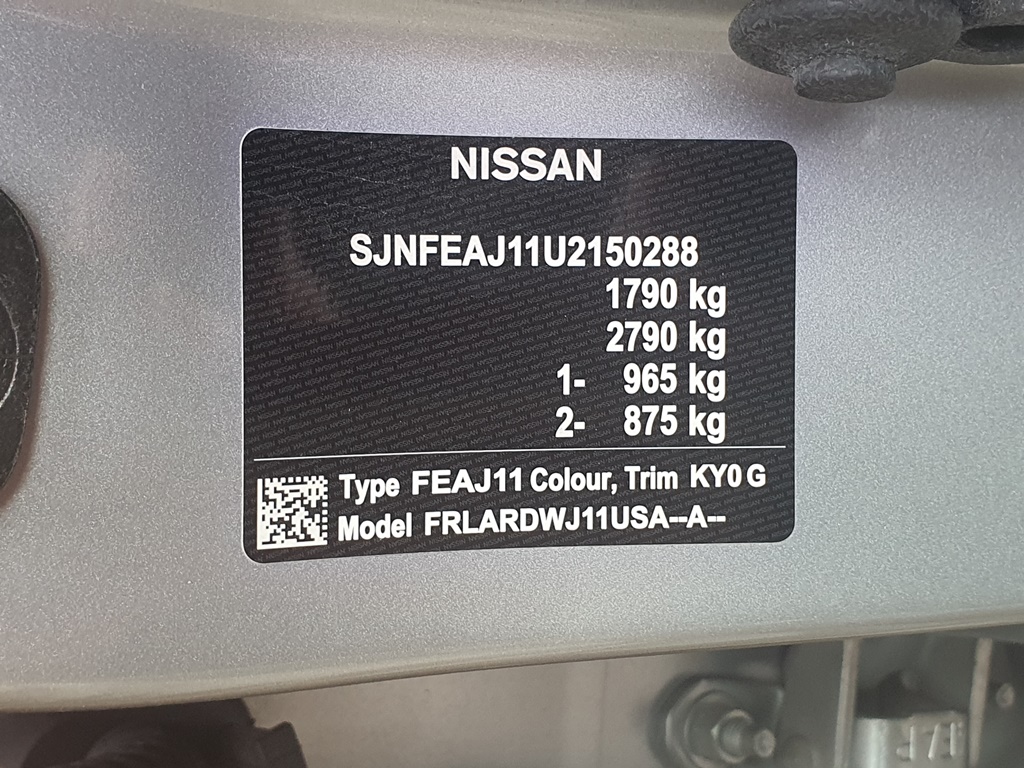 NISSAN
SJNFEAJ11U2150288
1790 kg
2790 kg
1- 965 kg
2- 875 kg
Type FEAJ11 Colour, Trim KY0 G
Model FRLARDWJ11USA--A--